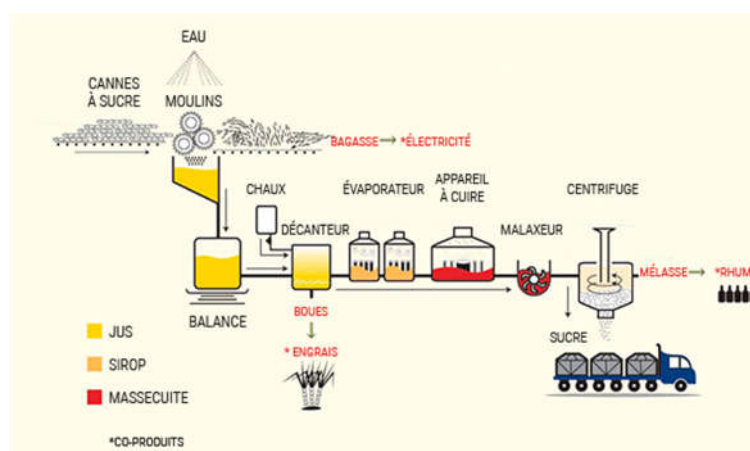 EAU
CANNES
À SUCRE
MOULINS
BAGASSE
*ÉLECTRICITÉ
CHAUX
DÉCANTEUR
ÉVAPORATEUR
APPAREIL
À CUIRE
MALAXEUR
CENTRIFUGE
MÉLASSE
*RHUM
BALANCE
BOUES
* ENGRAIS
SUCRE
JUS
SIROP
MASSECUITE
*CO-PRODUITS